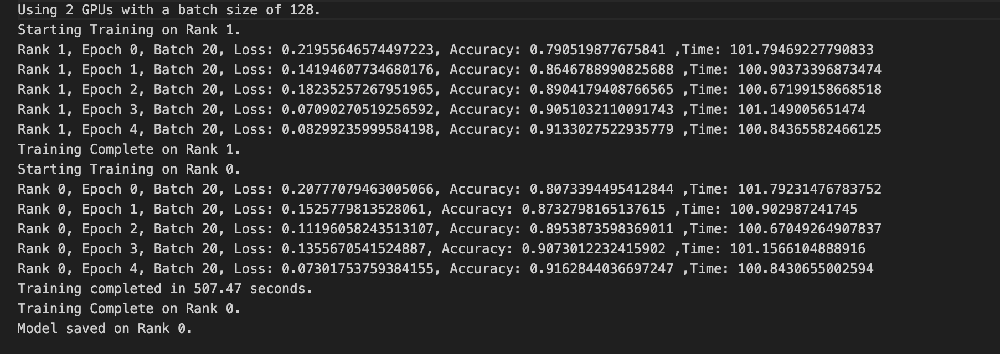 Using 2 GPUs with a batch size of 128.
Starting Training on Rank 1.
Rank 1, Epoch 0, Batch 20, Loss: 0.21955646574497223, Accuracy: 0.790519877675841 ,Time: 101.79469227790833
Rank 1, Epoch 1, Batch 20, Loss: 0.14194607734680176, Accuracy: 0.8646788990825688 ,Time: 100.90373396873474
Rank 1, Epoch 2, Batch 20, Loss: 0.18235257267951965, Accuracy: 0.8904179408766565 ,Time: 100.67199158668518
Rank 1, Epoch 3, Batch 20, Loss: 0.07090270519256592, Accuracy: 0.9051032110091743 ,Time: 101.149005651474
Rank 1, Epoch 4, Batch 20, Loss: 0.08299235999584198, Accuracy: 0.9133027522935779 ,Time: 100.84365582466125
Training Complete on Rank 1.
Starting Training on Rank 0.
Rank 0, Epoch 0, Batch 20, Loss: 0.20777079463005066, Accuracy: 0.8073394495412844 ,Time: 101.79231476783752
Rank 0, Epoch 1, Batch 20, Loss: 0.1525779813528061, Accuracy: 0.8732798165137615 ,Time: 100.902987241745
Rank 0, Epoch 2, Batch 20, Loss: 0.11196058243513107, Accuracy: 0.8953873598369011 ,Time: 100.67049264907837
Rank 0, Epoch 3, Batch 20, Loss: 0.1355670541524887, Accuracy: 0.9073012232415902 ,Time: 101.1566104888916
Rank 0, Epoch 4, Batch 20, Loss: 0.07301753759384155, Accuracy: 0.9162844036697247 ,Time: 100.8430655002594
Training completed in 507.47 seconds.
Training Complete on Rank 0.
Model saved on Rank 0.